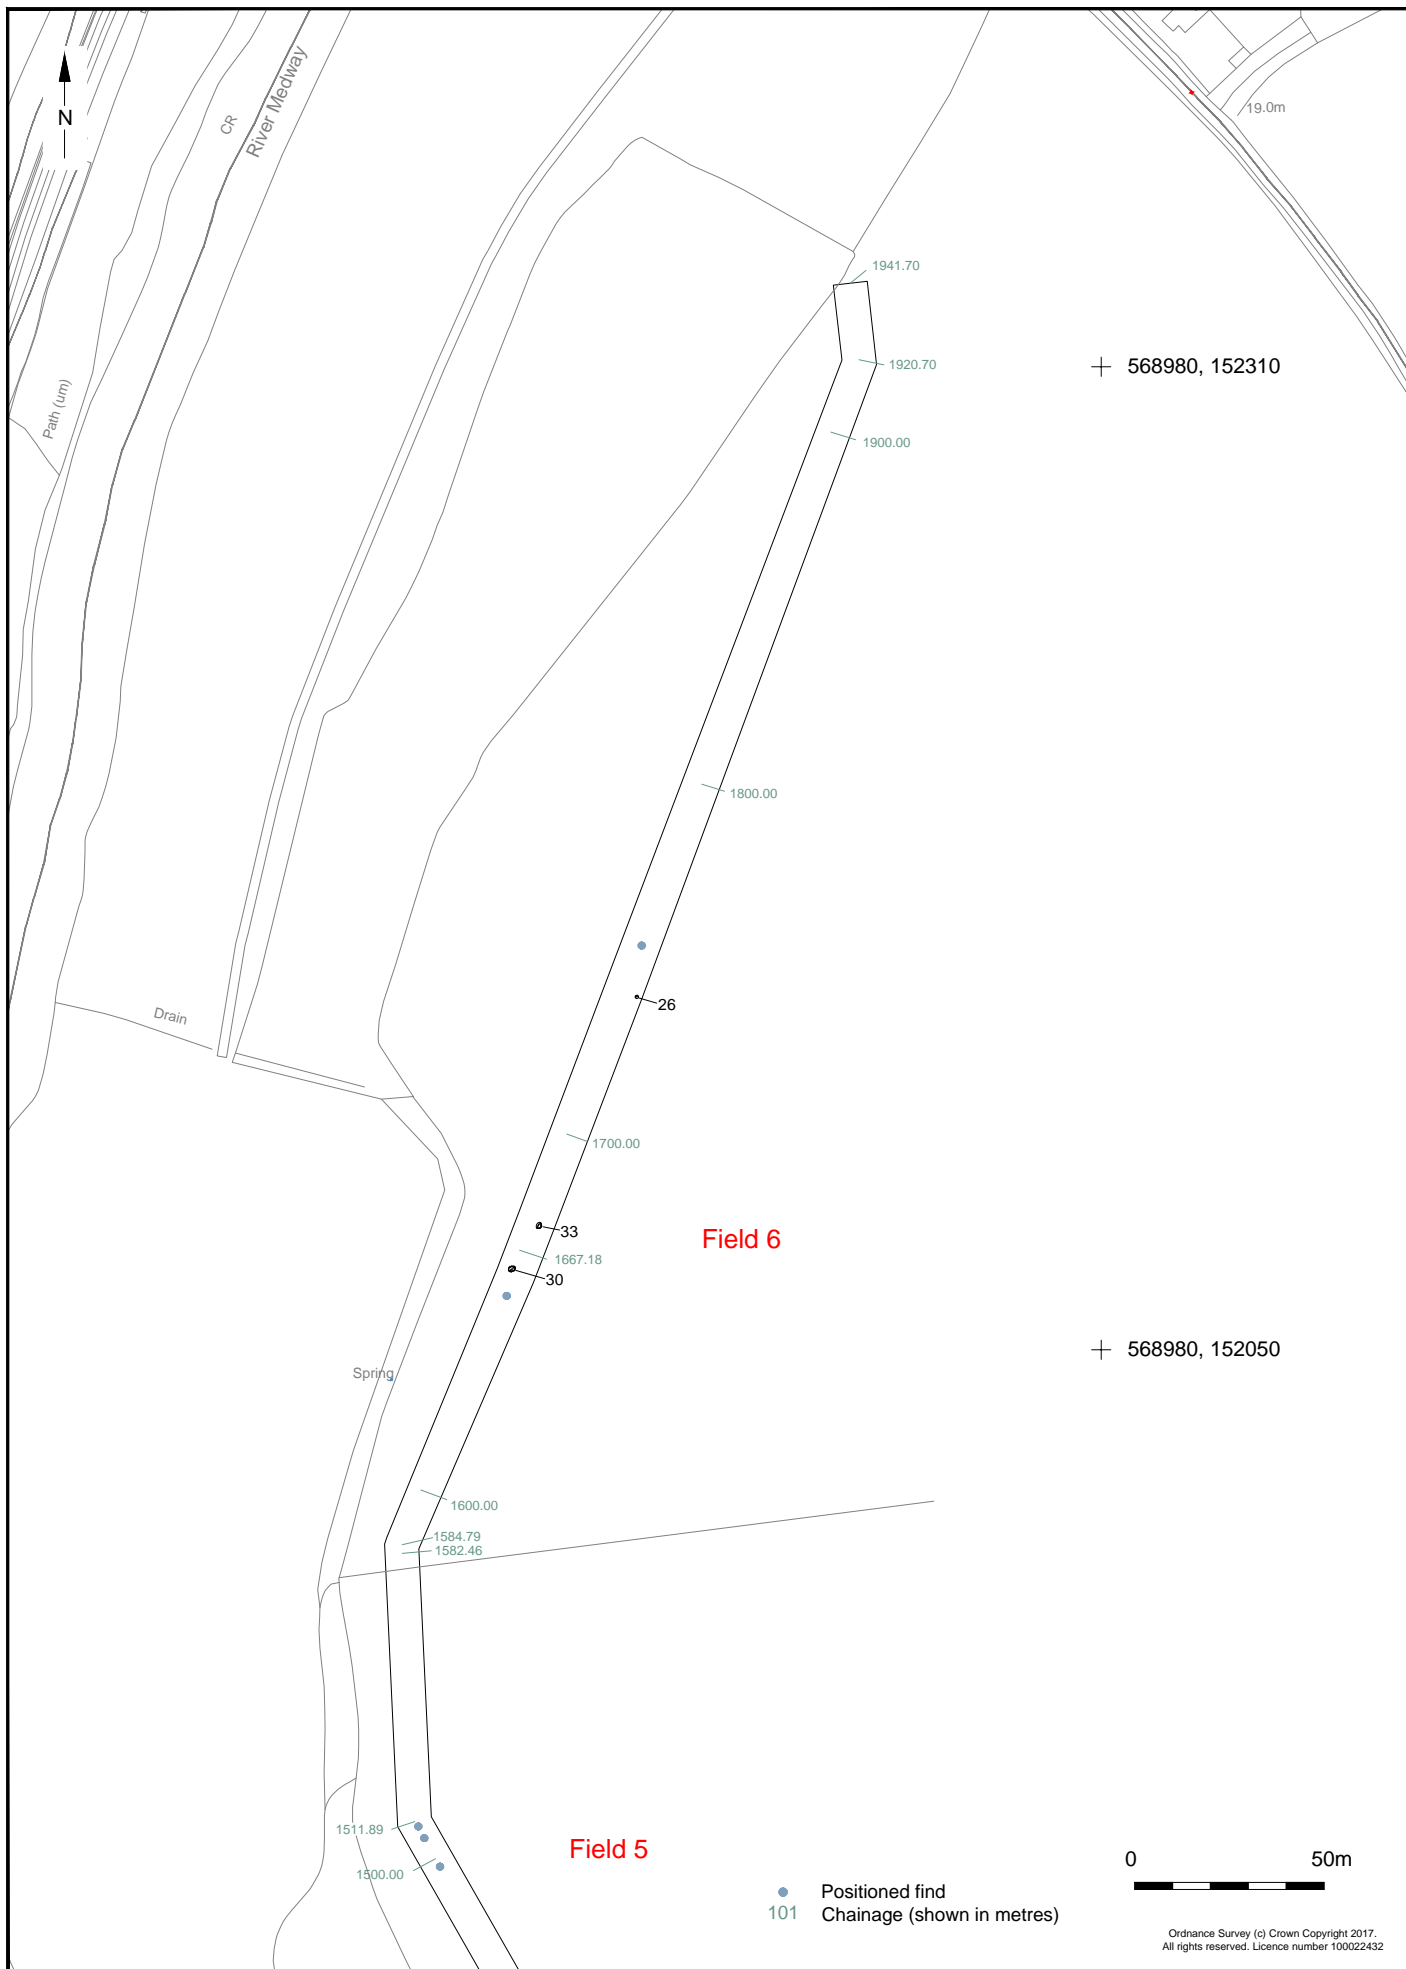 River Medway
CR
N
19.0m
1941.70
1920.70
568980, 152310
Path (um)
1900.00
1800.00
26
Drain
1700.00
33
Field 6
1667.18
30
568980, 152050
Spring
1600.00
1584.79
1582.46
1511.89
Field 5
1500.00
0 50m
Positioned find
101 Chainage (shown in metres)
Ordnance Survey (c) Crown Copyright 2017.
All rights reserved. Licence number 100022432